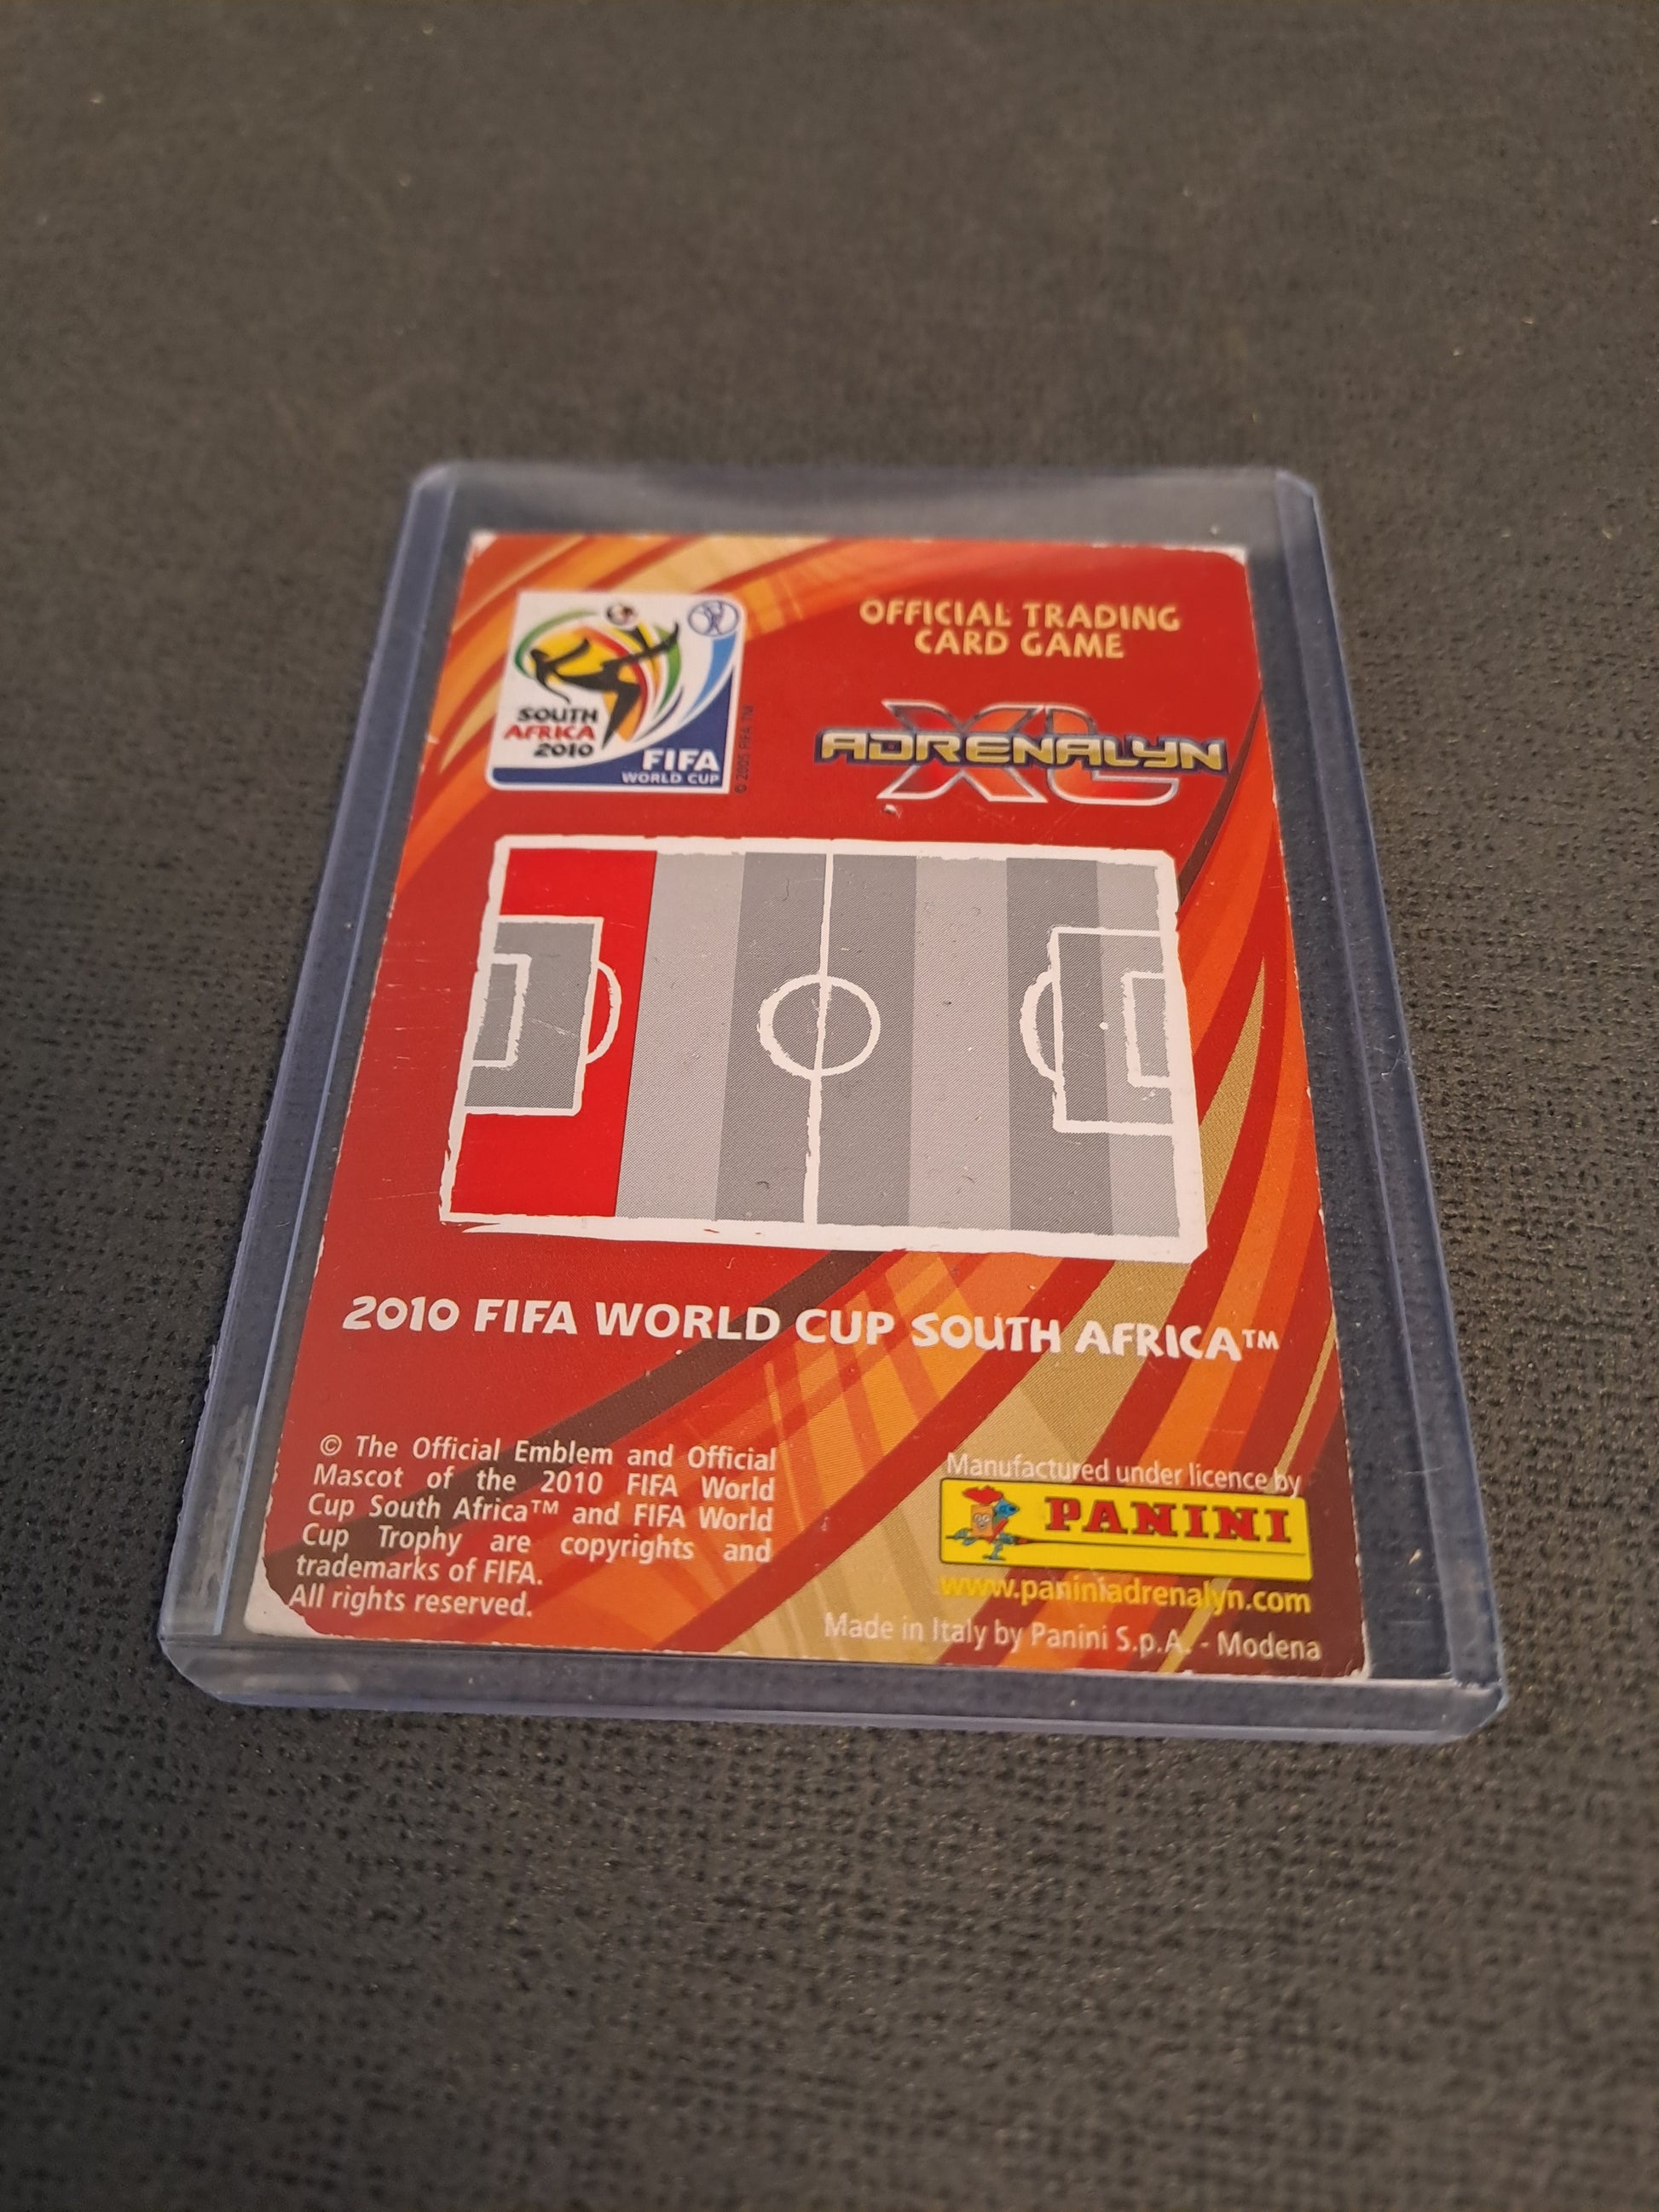 SOUTH
AFRICA
2010
FIFA
WORLD CUP
© 2005 FIFA TM
OFFICIAL TRADING
CARD GAME
ADRENALYN
XL
2010 FIFA WORLD CUP SOUTH AFRICA™
© The Official Emblem and Official
Mascot of the 2010 FIFA World
Cup South Africa™ and FIFA World
Cup Trophy are copyrights and
trademarks of FIFA.
All rights reserved.
Manufactured under licence by
PANINI
www.paniniadrenalyn.com
Made in Italy by Panini S.p.A. - Modena